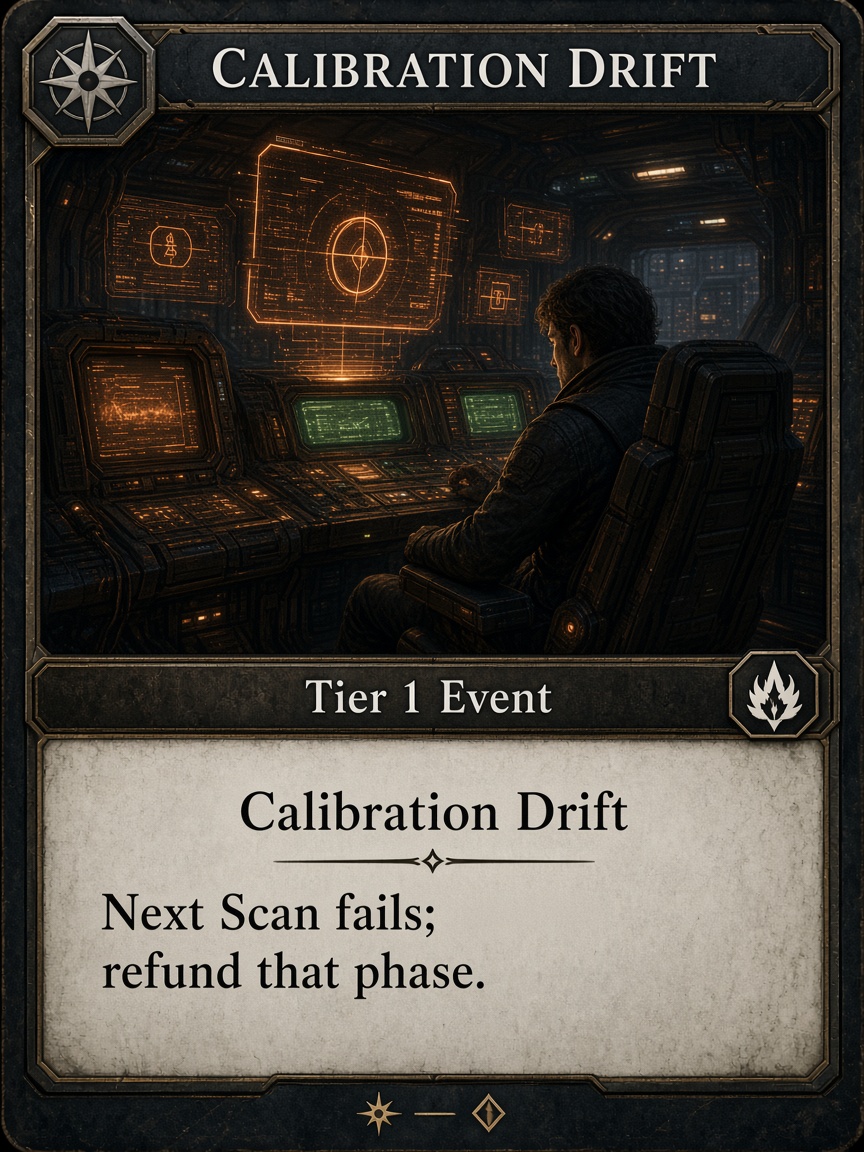 CALIBRATION DRIFT
Tier 1 Event
Calibration Drift
Next Scan fails;
refund that phase.